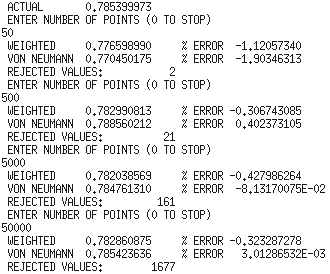 ACTUAL 0.785399973
ENTER NUMBER OF POINTS (0 TO STOP)
50
WEIGHTED 0.776598990 % ERROR -1.12057340
VON NEUMANN 0.770450175 % ERROR -1.90346313
REJECTED VALUES: 2
ENTER NUMBER OF POINTS (0 TO STOP)
500
WEIGHTED 0.782990813 % ERROR -0.306743085
VON NEUMANN 0.788560212 % ERROR 0.402373105
REJECTED VALUES: 21
ENTER NUMBER OF POINTS (0 TO STOP)
5000
WEIGHTED 0.782038569 % ERROR -0.427986264
VON NEUMANN 0.784761310 % ERROR -8.13170075E-02
REJECTED VALUES: 161
ENTER NUMBER OF POINTS (0 TO STOP)
50000
WEIGHTED 0.782860875 % ERROR -0.323287278
VON NEUMANN 0.785423636 % ERROR 3.01286532E-03
REJECTED VALUES: 1677